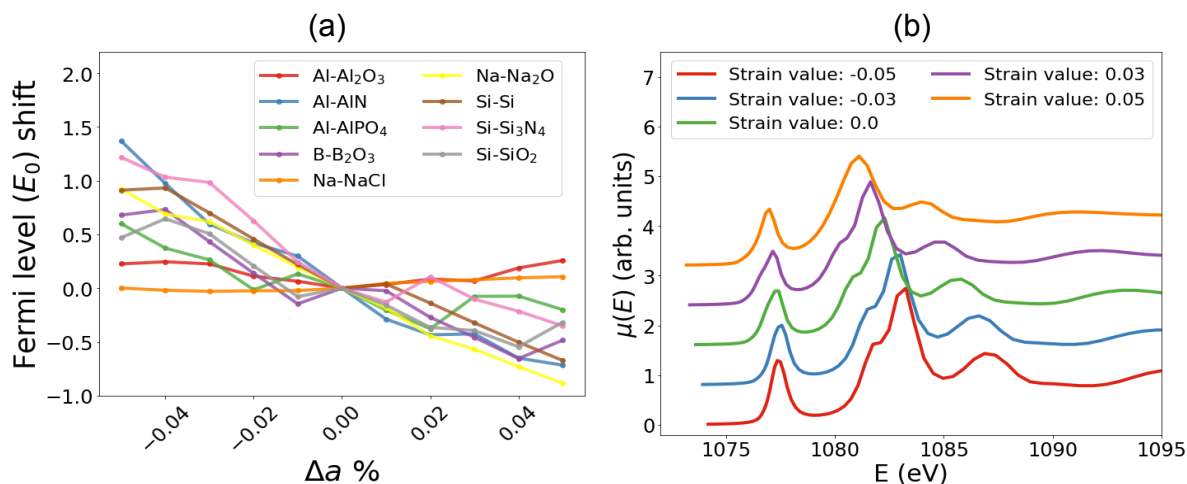 (a)
Fermi level (E₀) shift
2.0
1.5
1.0
0.5
0.0
−0.5
−1.0
Al-Al₂O₃
Al-AlN
Al-AlPO₄
B-B₂O₃
Na-NaCl
Na-Na₂O
Si-Si
Si-Si₃N₄
Si-SiO₂
−0.04
−0.02
0.00
0.02
0.04
Δa %
(b)
μ(E) (arb. units)
7
6
5
4
3
2
1
0
Strain value: -0.05
Strain value: -0.03
Strain value: 0.0
Strain value: 0.03
Strain value: 0.05
1075
1080
1085
1090
1095
E (eV)